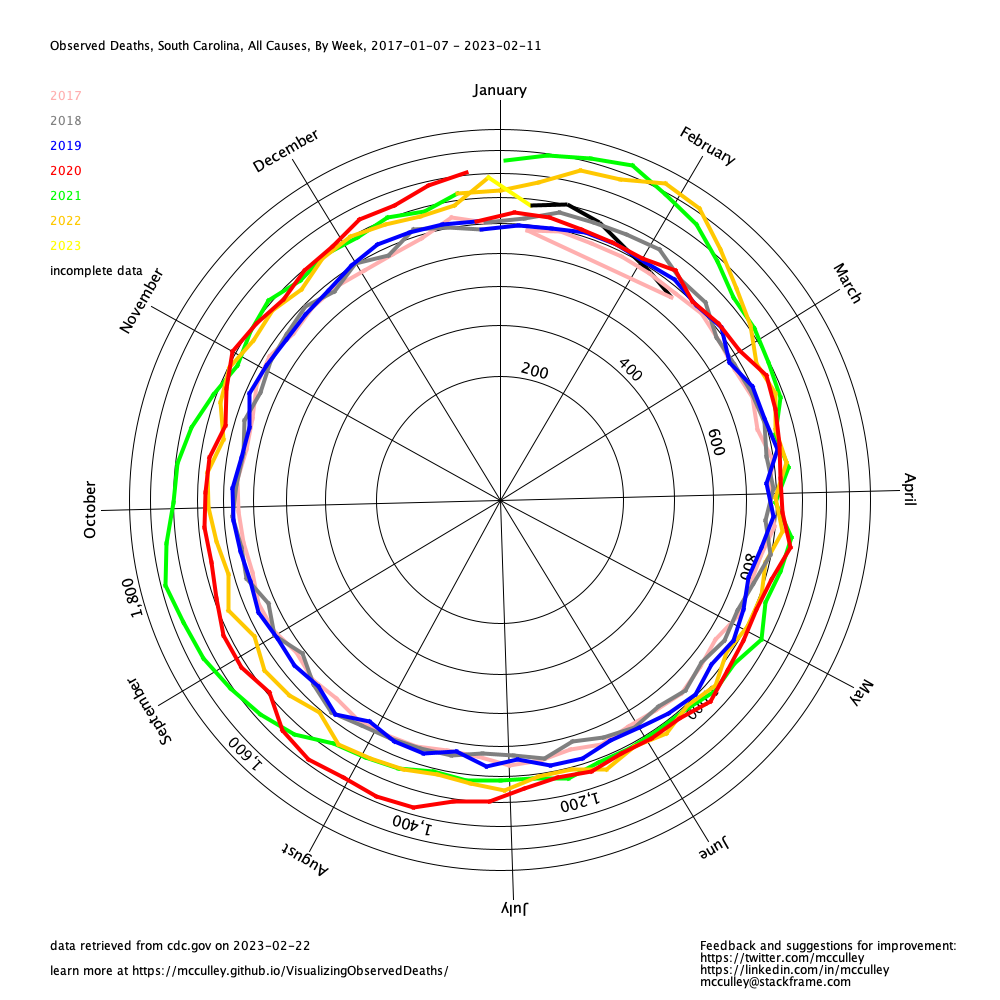 Observed Deaths, South Carolina, All Causes, By Week, 2017-01-07 - 2023-02-11
January
2017
2018
2019
2020
2021
2022
2023
incomplete data
December
February
November
March
200
400
600
October
April
800
1,800
September
May
1,600
1,200
1,400
August
June
July
data retrieved from cdc.gov on 2023-02-22
learn more at https://mcculley.github.io/VisualizingObservedDeaths/
Feedback and suggestions for improvement:
https://twitter.com/mcculley
https://linkedin.com/in/mcculley
mcculley@stackframe.com